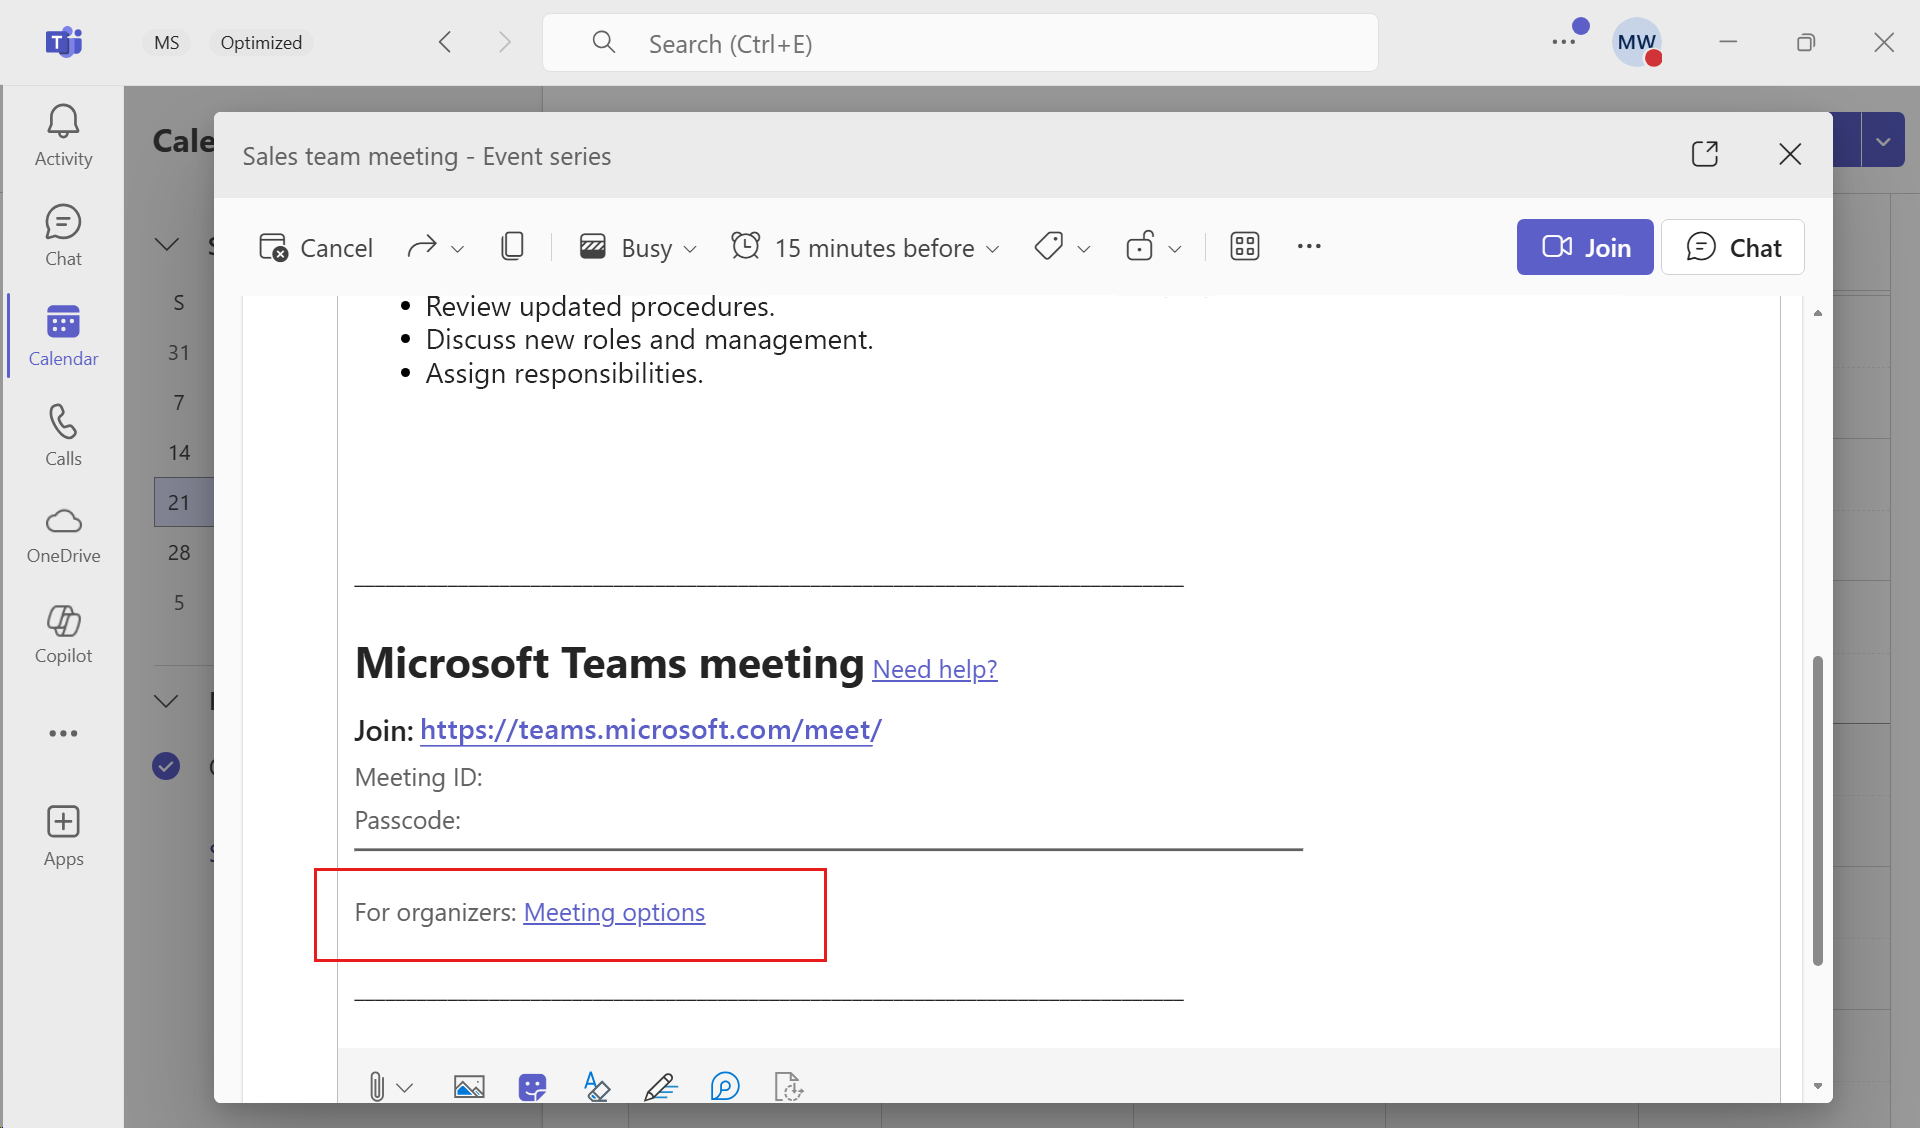 MS
Optimized
Search (Ctrl+E)
MW
Activity
Chat
Calendar
Calls
OneDrive
Copilot
Apps
S
31
7
14
21
28
5
Sales team meeting - Event series
Cancel
Busy
15 minutes before
Join
Chat
• Review updated procedures.
• Discuss new roles and management.
• Assign responsibilities.
Microsoft Teams meeting Need help?
Join: https://teams.microsoft.com/meet/
Meeting ID:
Passcode:
For organizers: Meeting options